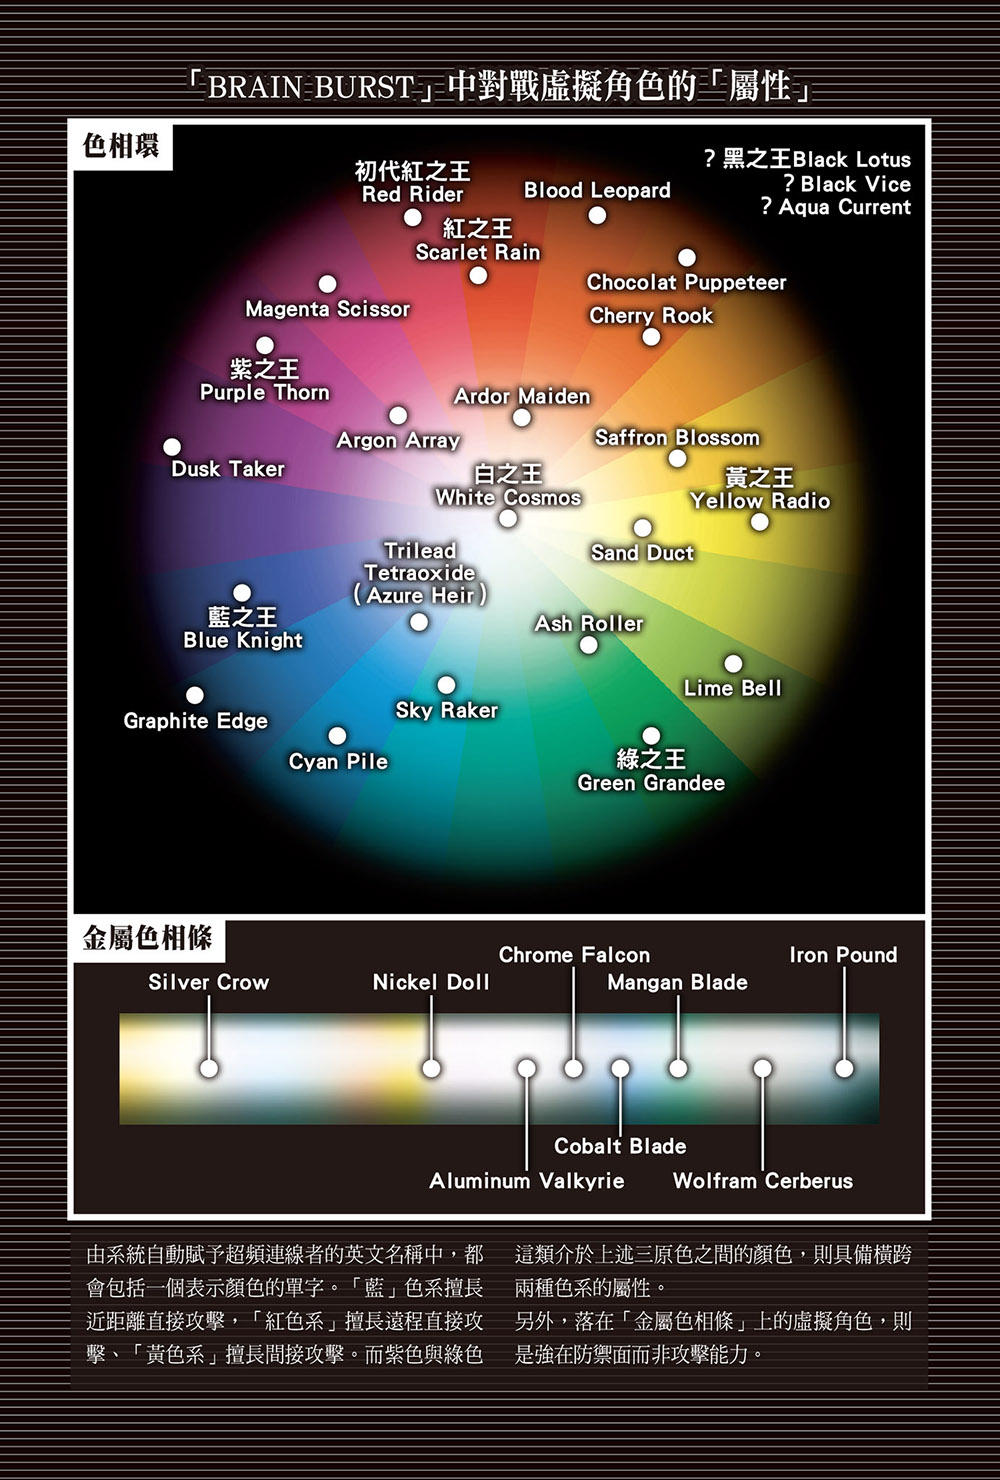 「BRAIN BURST」中對戰虛擬角色的「屬性」
色相環
？黑之王Black Lotus
？Black Vice
？Aqua Current
初代紅之王
Red Rider
Blood Leopard
紅之王
Scarlet Rain
Chocolat Puppeteer
Magenta Scissor
Cherry Rook
紫之王
Purple Thorn
Ardor Maiden
Argon Array
Saffron Blossom
Dusk Taker
白之王
White Cosmos
黃之王
Yellow Radio
Trilead
Tetraoxide
(Azure Heir)
Sand Duct
藍之王
Blue Knight
Ash Roller
Lime Bell
Graphite Edge
Sky Raker
Cyan Pile
綠之王
Green Grandee
金屬色相條
Chrome Falcon
Iron Pound
Silver Crow
Nickel Doll
Mangan Blade
Cobalt Blade
Aluminum Valkyrie
Wolfram Cerberus
由系統自動賦予超頻連線者的英文名稱中，都
會包括一個表示顏色的單字。「藍」色系擅長
近距離直接攻擊，「紅色系」擅長遠程直接攻
擊、「黃色系」擅長間接攻擊。而紫色與綠色
這類介於上述三原色之間的顏色，則具備橫跨
兩種色系的屬性。
另外，落在「金屬色相條」上的虛擬角色，則
是強在防禦面而非攻擊能力。